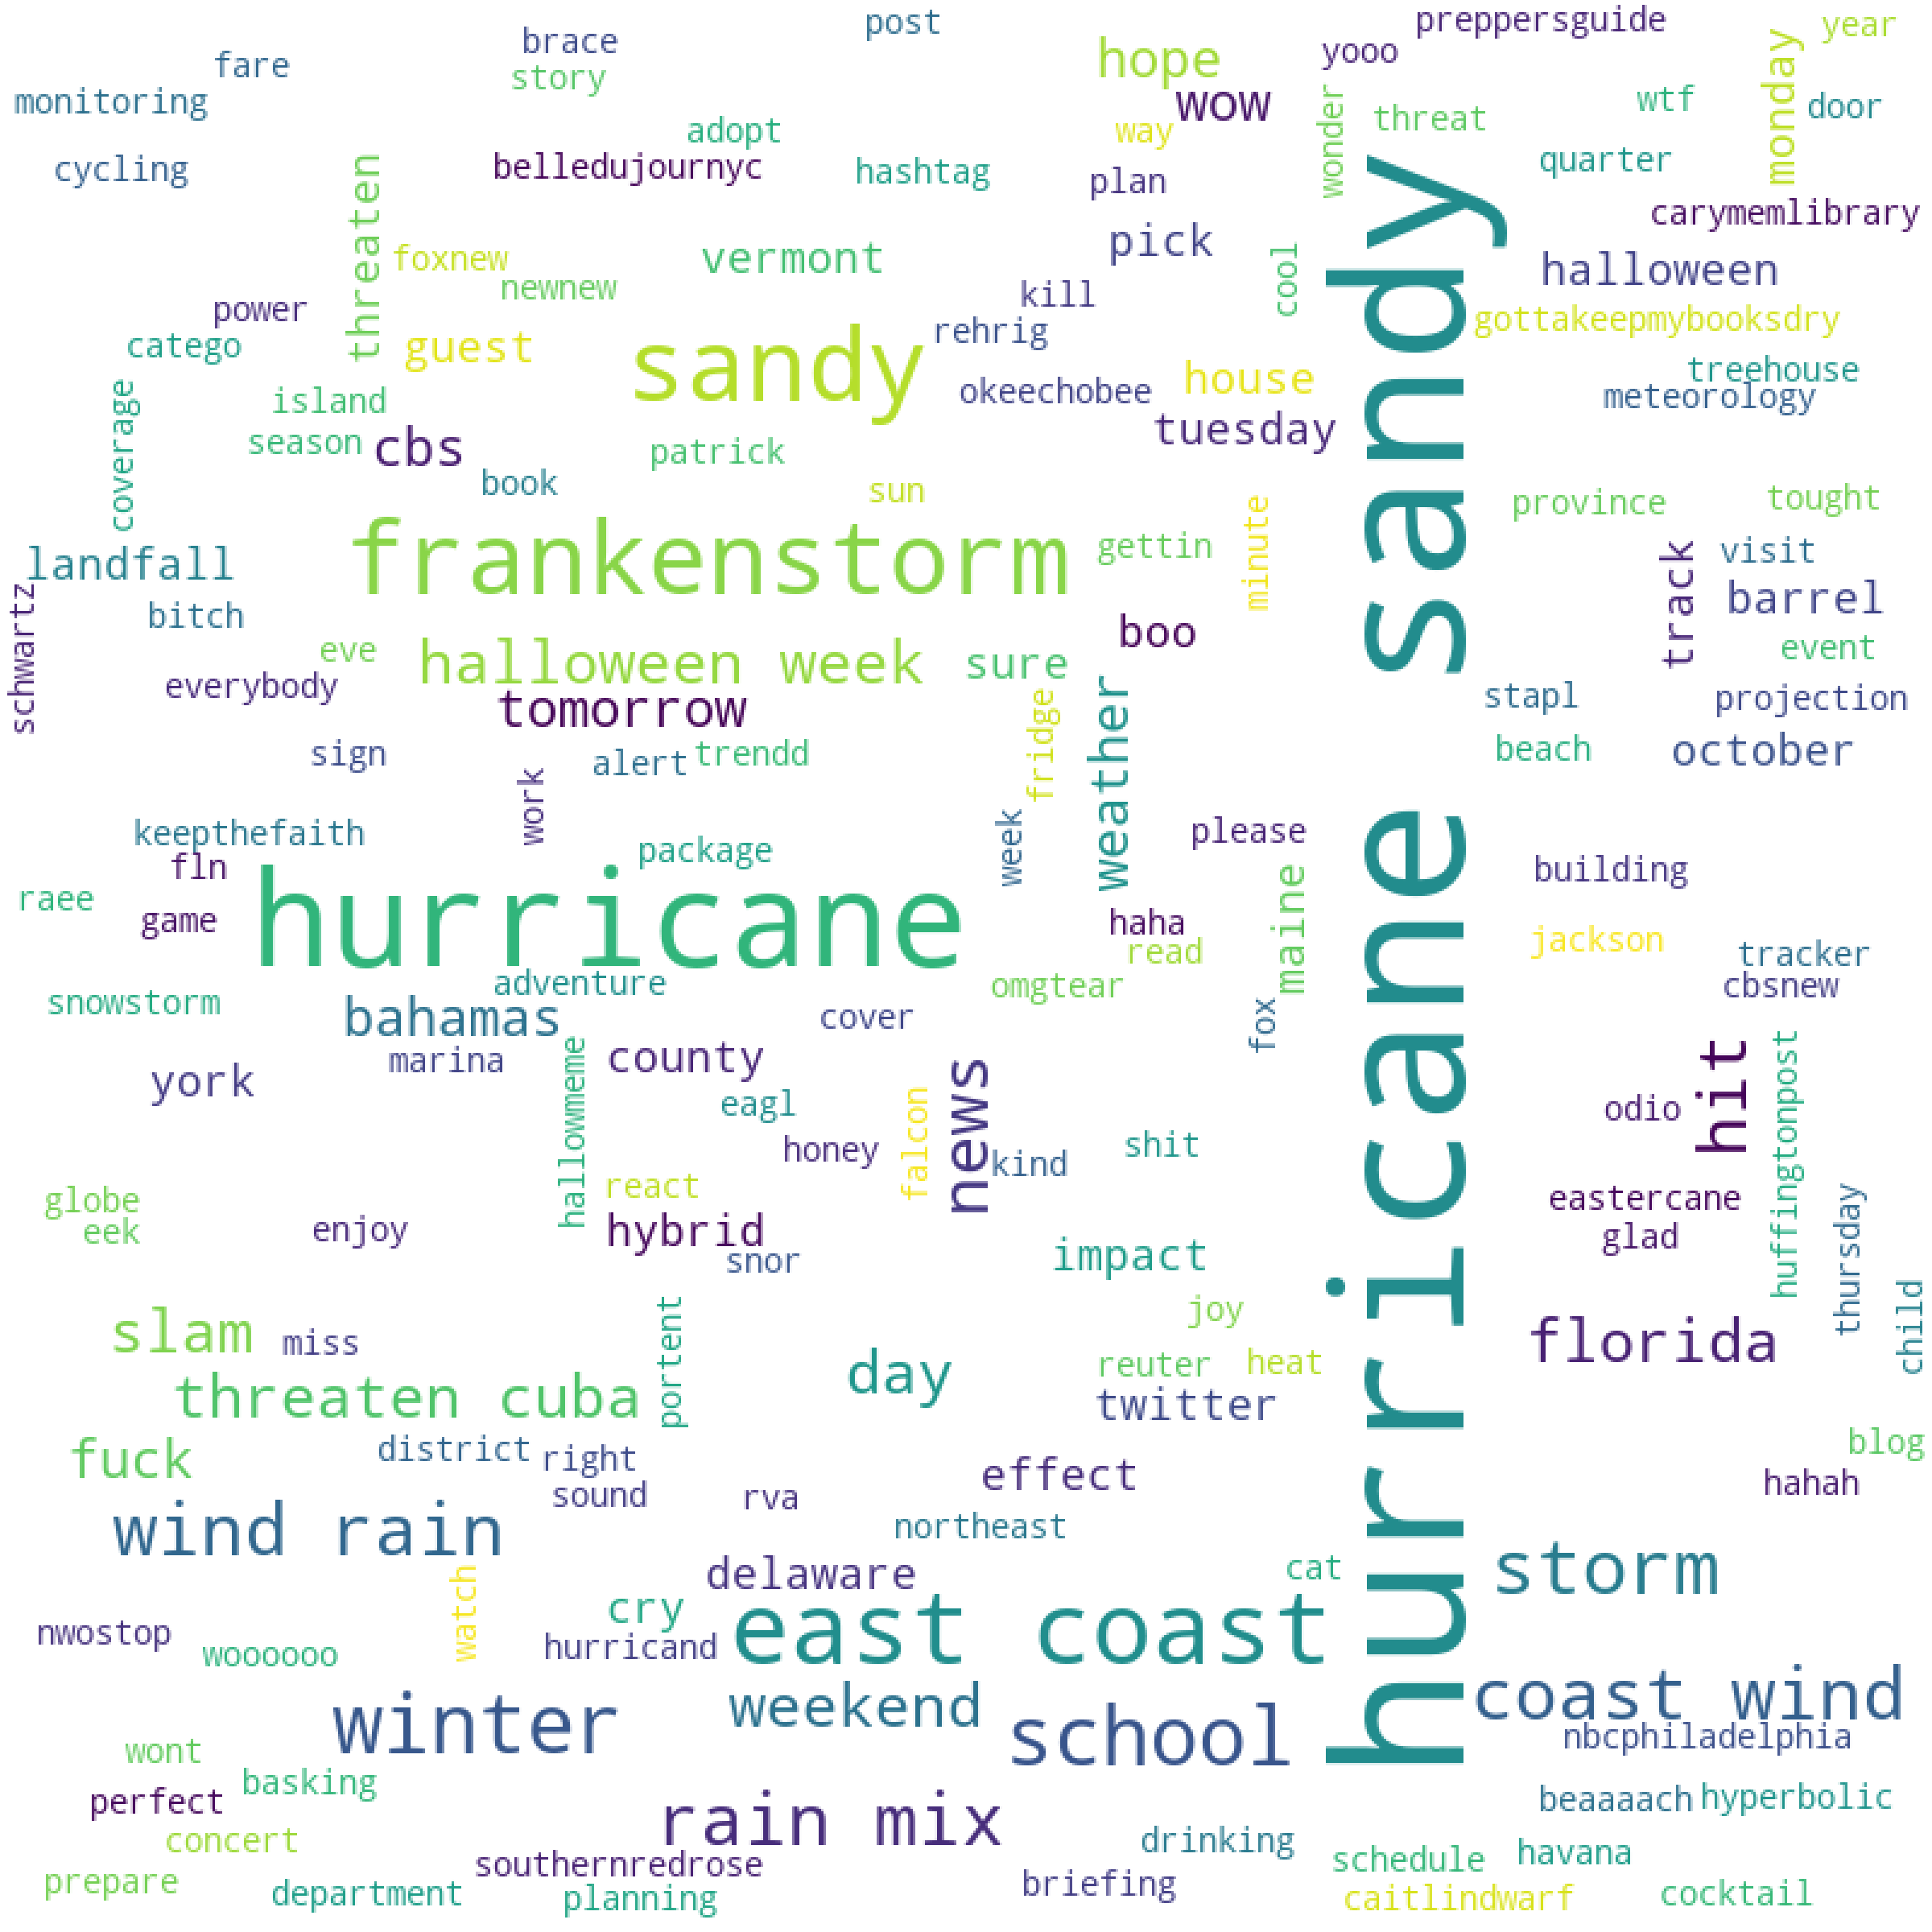 post
preppersguide
year
brace
hope
yooo
fare
story
monitoring
wow
wonder
threat
wtf
monday
door
adopt
way
cycling
belledujournyc
hashtag
plan
quarter
threaten
carymemlibrary
foxnew
vermont
pick
cool
halloween
newnew
power
kill
gottakeepmybooksdry
catego
guest
sandy
rehrig
house
treehouse
meteorology
coverage
island
okeechobee
season
cbs
patrick
tuesday
book
sun
province
tought
landfall
frankenstorm
gettin
minute
track
visit
schwartz
bitch
boo
barrel
eve
halloween week
sure
event
everybody
tomorrow
fridge
weather
stapl
projection
sign
alert
trendd
beach
october
work
keepthefaith
package
week
please
fln
building
raee
game
hurricane
haha
read
maine
jackson
tracker
adventure
omgtear
cbsnew
snowstorm
bahamas
cover
fox
hurricane sandy
marina
county
york
hallowmeme
eagl
falcon
news
hit
huffingtonpost
odio
honey
kind
shit
globe
react
eastercane
eek
enjoy
hybrid
glad
thursday
snor
impact
slam
miss
portent
joy
florida
child
threaten cuba
day
reuter
heat
twitter
fuck
district
right
blog
sound
rva
effect
hahah
wind rain
northeast
delaware
cat
storm
watch
cry
nwostop
woooooo
hurricand
east coast
winter
weekend
school
coast wind
nbcphiladelphia
wont
basking
perfect
rain mix
beaaaach
hyperbolic
concert
drinking
prepare
southernredrose
schedule
havana
department
planning
briefing
caitlindwarf
cocktail